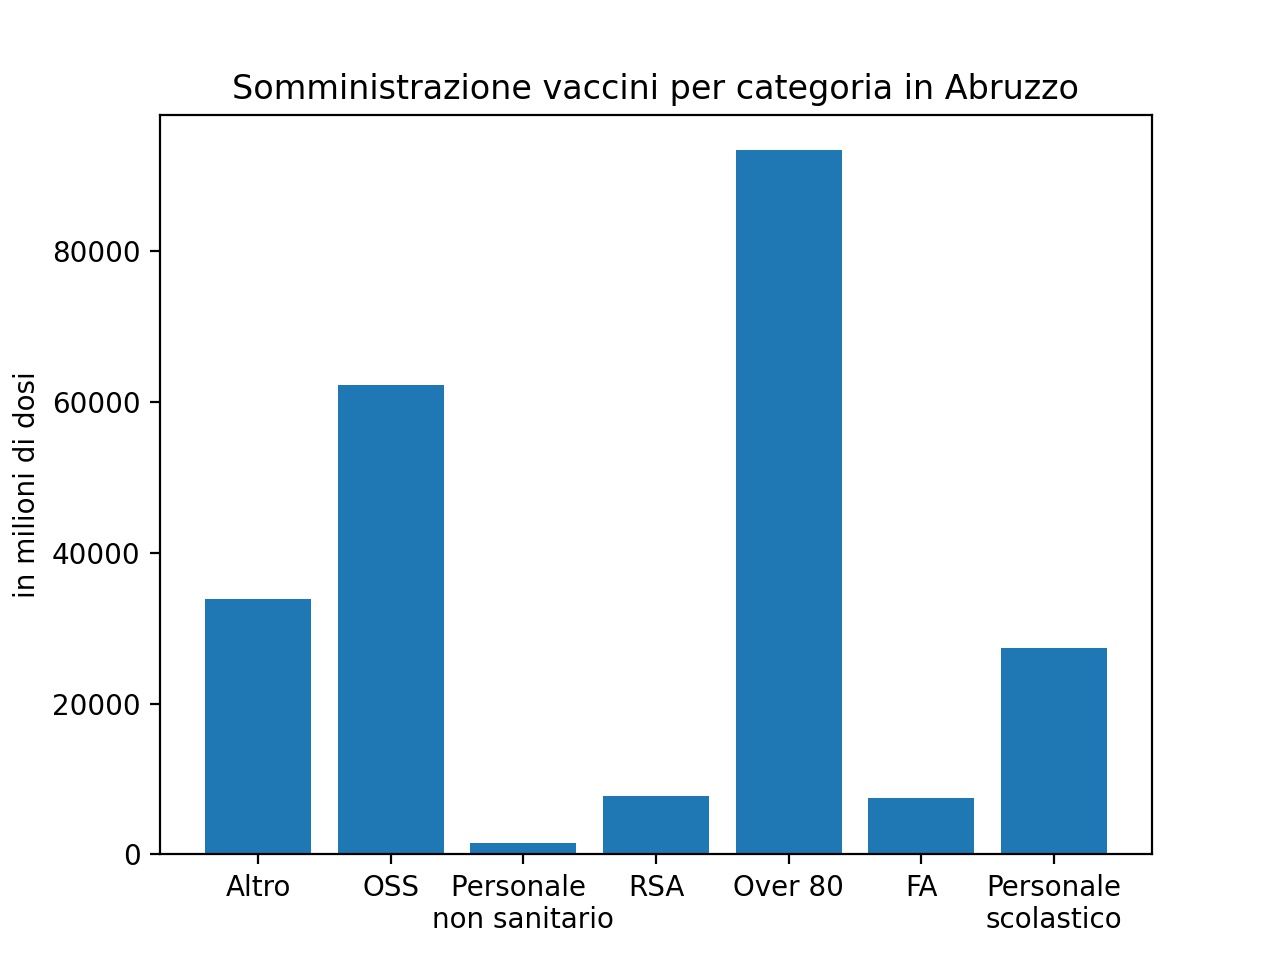 Somministrazione vaccini per categoria in Abruzzo
in milioni di dosi
80000
60000
40000
20000
0
Altro
OSS
Personale
non sanitario
RSA
Over 80
FA
Personale
scolastico